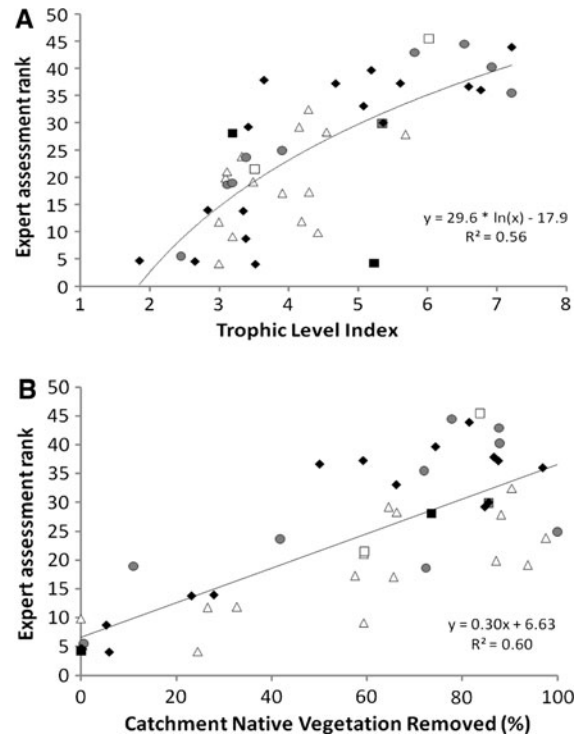 A
50
45
40
35
30
25
20
15
10
5
0
Expert assessment rank
y = 29.6 * ln(x) - 17.9
R² = 0.56
1 2 3 4 5 6 7 8
Trophic Level Index
B
50
45
40
35
30
25
20
15
10
5
0
Expert assessment rank
y = 0.30x + 6.63
R² = 0.60
0 20 40 60 80 100
Catchment Native Vegetation Removed (%)